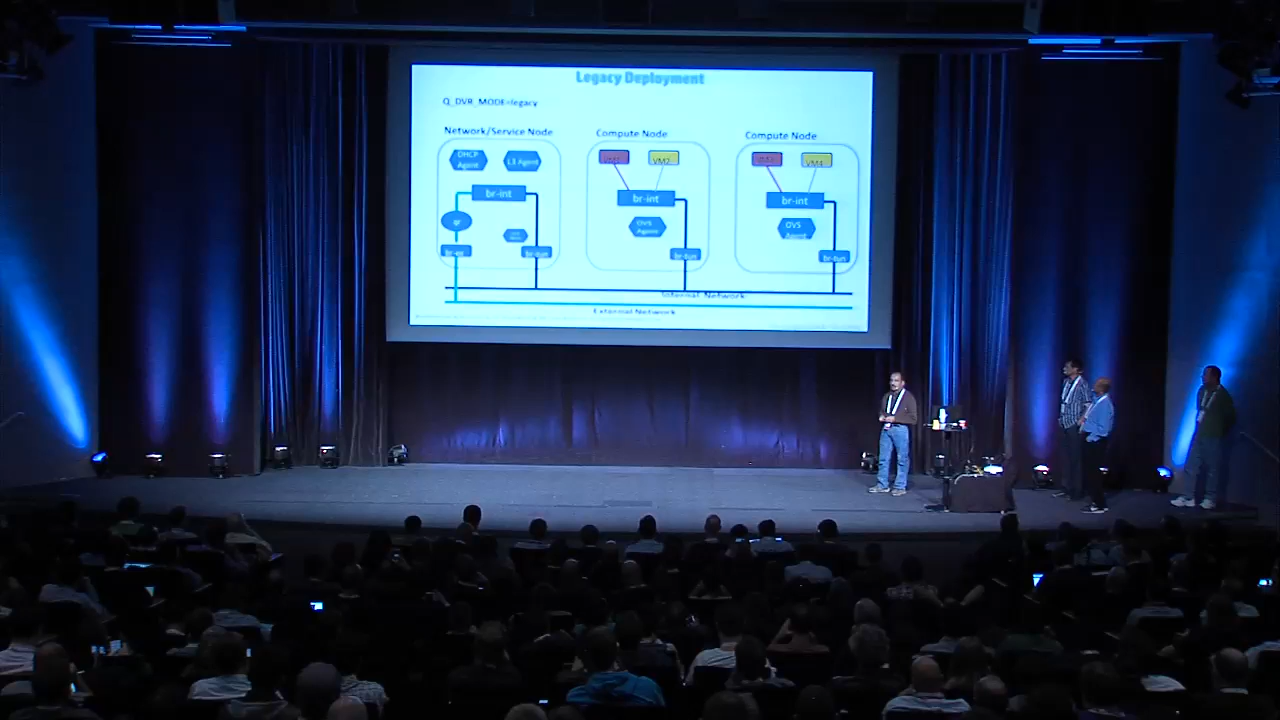 Legacy Deployment
Q_DVR_MODE=legacy
Network/Service Node
Compute Node
Compute Node
DHCP Agent
L3 Agent
VM2
VM4
br-int
br-int
br-int
qr
OVS Agent
OVS Agent
br-ex
br-tun
br-tun
br-tun
Internal Network
External Network